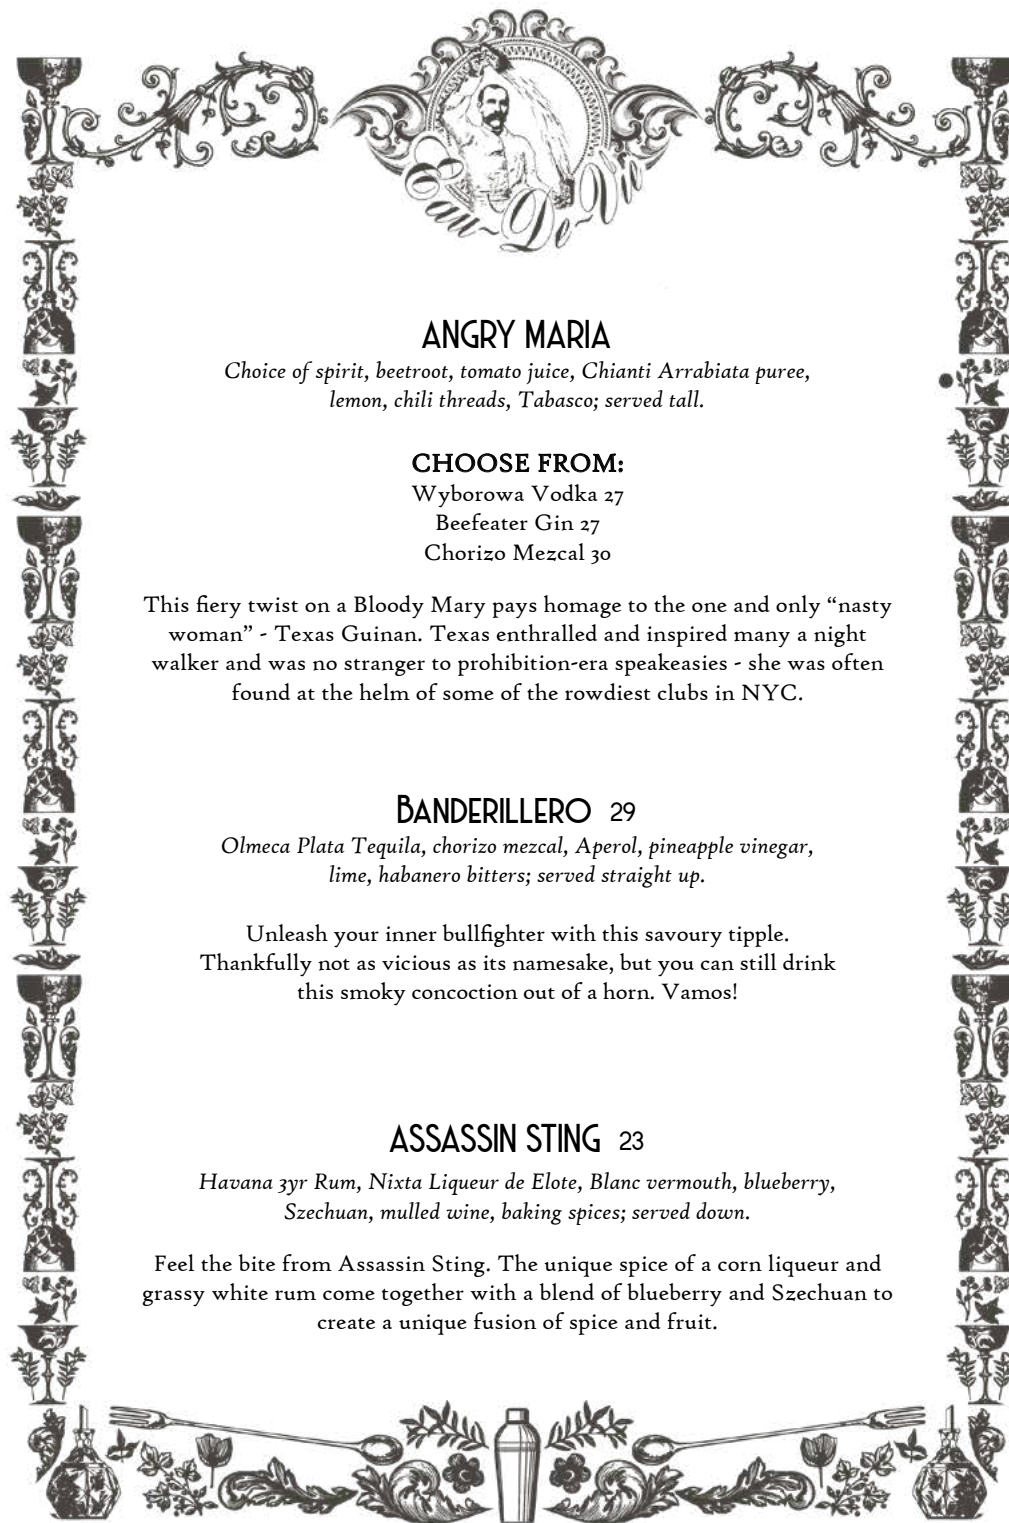 Eau-De-Vie
ANGRY MARIA
Choice of spirit, beetroot, tomato juice, Chianti Arrabiata puree,
lemon, chili threads, Tabasco; served tall.
CHOOSE FROM:
Wyborowa Vodka 27
Beefeater Gin 27
Chorizo Mezcal 30
This fiery twist on a Bloody Mary pays homage to the one and only “nasty
woman” - Texas Guinan. Texas enthralled and inspired many a night
walker and was no stranger to prohibition-era speakeasies - she was often
found at the helm of some of the rowdiest clubs in NYC.
BANDERILLERO 29
Olmeca Plata Tequila, chorizo mezcal, Aperol, pineapple vinegar,
lime, habanero bitters; served straight up.
Unleash your inner bullfighter with this savoury tipple.
Thankfully not as vicious as its namesake, but you can still drink
this smoky concoction out of a horn. Vamos!
ASSASSIN STING 23
Havana 3yr Rum, Nixta Liqueur de Elote, Blanc vermouth, blueberry,
Szechuan, mulled wine, baking spices; served down.
Feel the bite from Assassin Sting. The unique spice of a corn liqueur and
grassy white rum come together with a blend of blueberry and Szechuan to
create a unique fusion of spice and fruit.